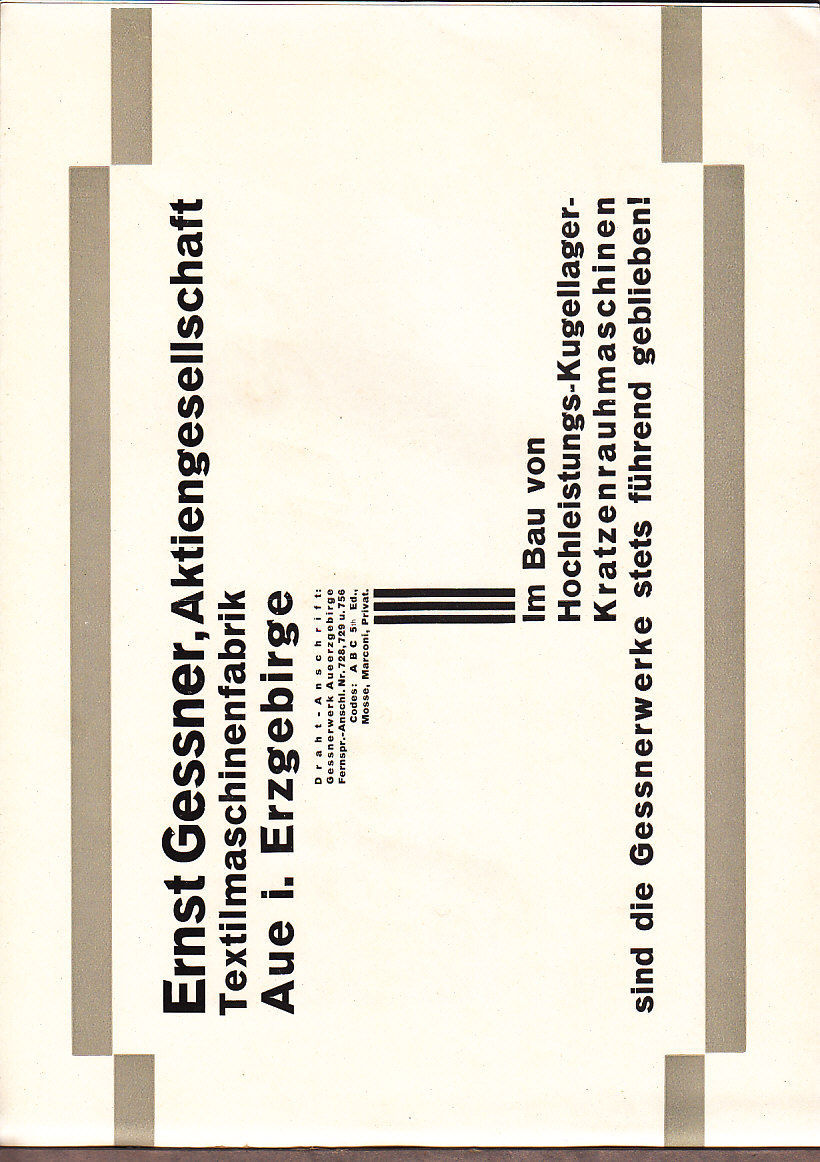 Ernst Gessner, Aktiengesellschaft
Textilmaschinenfabrik
Aue i. Erzgebirge
Draht-Anschrift:
Gessnerwerk Aueerzgebirge
Fernspr.-Anschl. Nr. 728, 729 u. 756
Codes: A B C 5th Ed.,
Mosse, Marconi, Privat.
Im Bau von
Hochleistungs-Kugellager-
Kratzenrauhmaschinen
sind die Gessnerwerke stets führend geblieben!